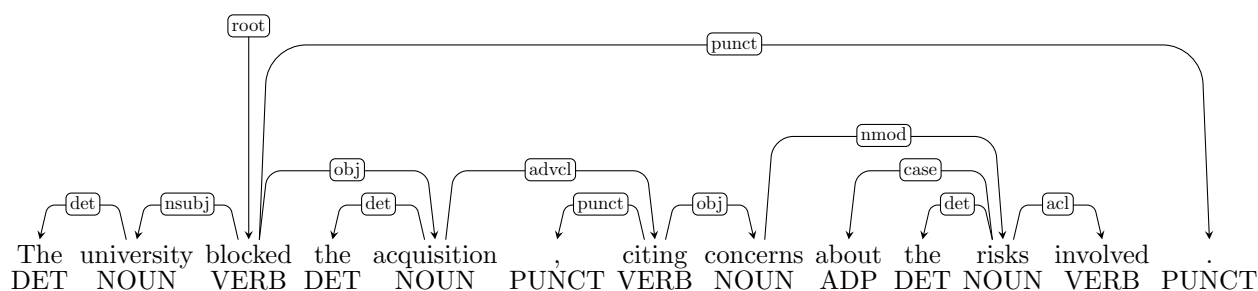 root
punct
nmod
obj advcl case
det nsubj det punct obj det acl
The university blocked the acquisition , citing concerns about the risks involved .
DET NOUN VERB DET NOUN PUNCT VERB NOUN ADP DET NOUN VERB PUNCT